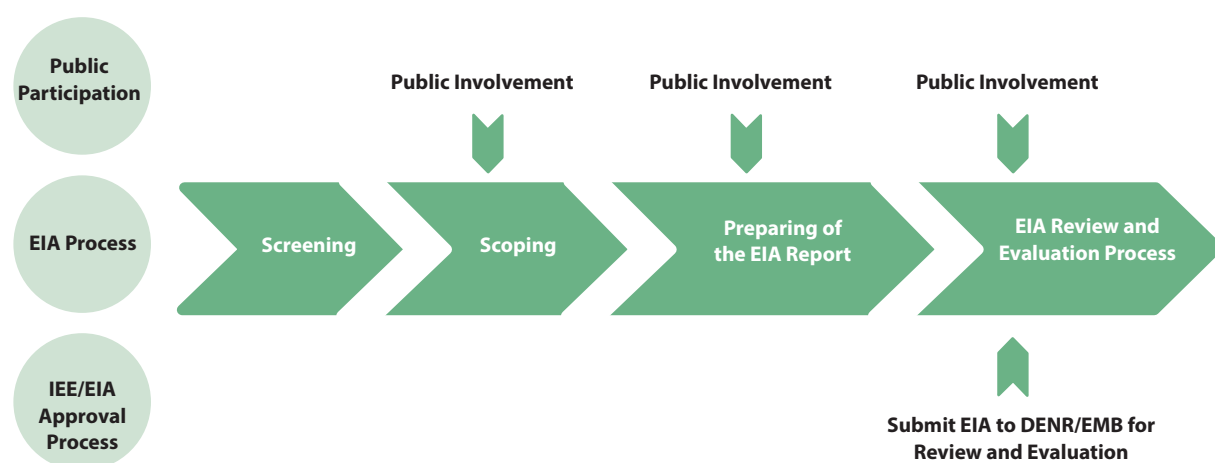 Public
Participation
Public Involvement
Public Involvement
Public Involvement
EIA Process
Screening
Scoping
Preparing of
the EIA Report
EIA Review and
Evaluation Process
IEE/EIA
Approval
Process
Submit EIA to DENR/EMB for
Review and Evaluation